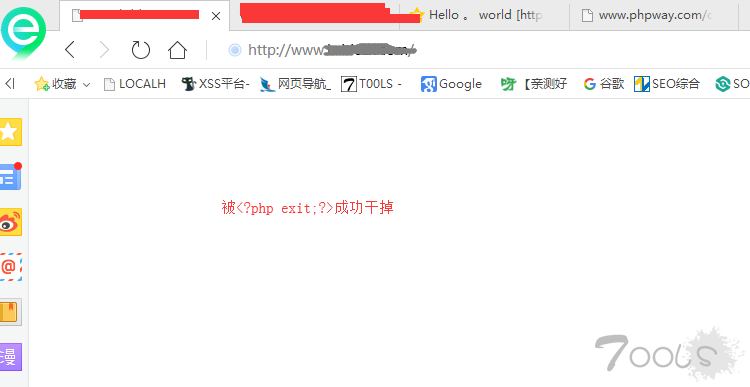 Hello 。 world [http
www.phpway.com/c
http://www.
收藏
LOCALH
XSS平台-
网页导航_
T00LS -
Google
【亲测好
谷歌
SEO综合
SO
被<?php exit;?>成功干掉
漫
TOOLS